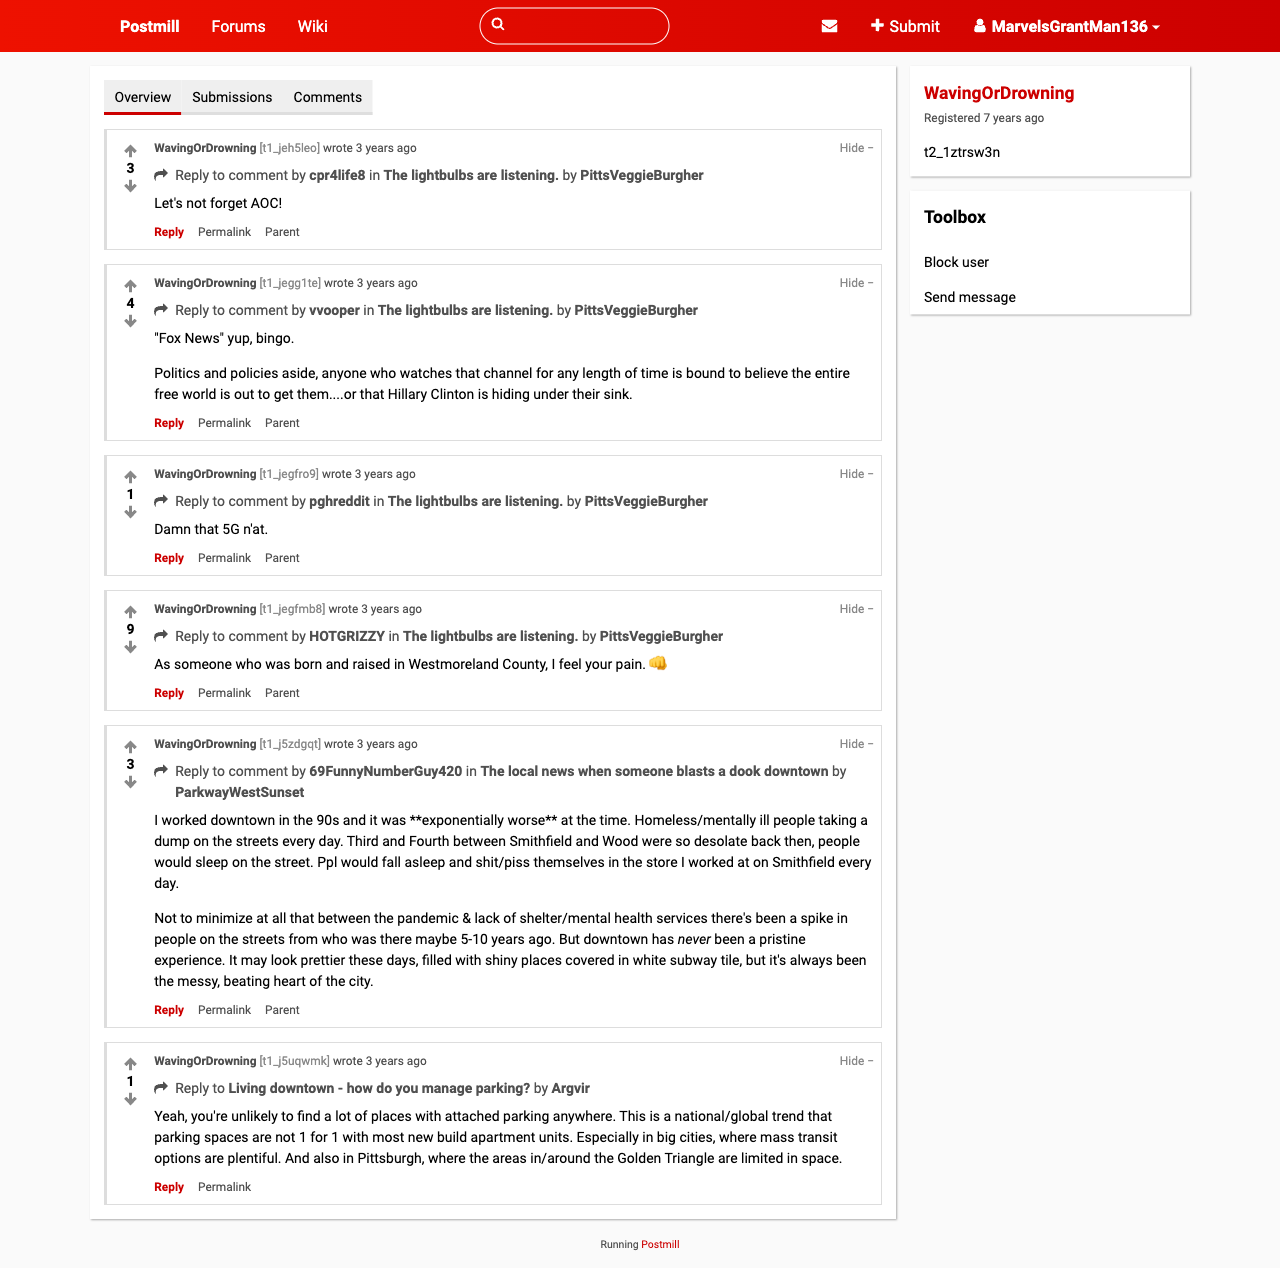 Postmill
Forums
Wiki
Submit
MarvelsGrantMan136
Overview
Submissions
Comments
WavingOrDrowning [t1_jeh5leo] wrote 3 years ago
Hide −
3
Reply to comment by cpr4life8 in The lightbulbs are listening. by PittsVeggieBurgher
Let's not forget AOC!
Reply Permalink Parent
WavingOrDrowning [t1_jegg1te] wrote 3 years ago
Hide −
4
Reply to comment by vvooper in The lightbulbs are listening. by PittsVeggieBurgher
"Fox News" yup, bingo.
Politics and policies aside, anyone who watches that channel for any length of time is bound to believe the entire
free world is out to get them....or that Hillary Clinton is hiding under their sink.
Reply Permalink Parent
WavingOrDrowning [t1_jegfro9] wrote 3 years ago
Hide −
1
Reply to comment by pghreddit in The lightbulbs are listening. by PittsVeggieBurgher
Damn that 5G n'at.
Reply Permalink Parent
WavingOrDrowning [t1_jegfmb8] wrote 3 years ago
Hide −
9
Reply to comment by HOTGRIZZY in The lightbulbs are listening. by PittsVeggieBurgher
As someone who was born and raised in Westmoreland County, I feel your pain. 👊
Reply Permalink Parent
WavingOrDrowning [t1_j5zdgqt] wrote 3 years ago
Hide −
3
Reply to comment by 69FunnyNumberGuy420 in The local news when someone blasts a dook downtown by
ParkwayWestSunset
I worked downtown in the 90s and it was **exponentially worse** at the time. Homeless/mentally ill people taking a
dump on the streets every day. Third and Fourth between Smithfield and Wood were so desolate back then, people
would sleep on the street. Ppl would fall asleep and shit/piss themselves in the store I worked at on Smithfield every
day.
Not to minimize at all that between the pandemic & lack of shelter/mental health services there's been a spike in
people on the streets from who was there maybe 5-10 years ago. But downtown has never been a pristine
experience. It may look prettier these days, filled with shiny places covered in white subway tile, but it's always been
the messy, beating heart of the city.
Reply Permalink Parent
WavingOrDrowning [t1_j5uqwmk] wrote 3 years ago
Hide −
1
Reply to Living downtown - how do you manage parking? by Argvir
Yeah, you're unlikely to find a lot of places with attached parking anywhere. This is a national/global trend that
parking spaces are not 1 for 1 with most new build apartment units. Especially in big cities, where mass transit
options are plentiful. And also in Pittsburgh, where the areas in/around the Golden Triangle are limited in space.
Reply Permalink
WavingOrDrowning
Registered 7 years ago
t2_1ztrsw3n
Toolbox
Block user
Send message
Running Postmill